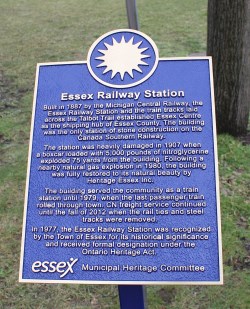 Essex Railway Station
Built in 1887 by the Michigan Central Railway, the
Essex Railway Station and the train tracks laid
across the Talbot Trail established Essex Centre
as the shipping hub of Essex County. The building
was the only station of stone construction on the
Canada Southern Railway.
The station was heavily damaged in 1907 when
a boxcar loaded with 5,000 pounds of nitroglycerine
exploded 75 yards from the building. Following a
nearby natural gas explosion in 1980, the building
was fully restored to its natural beauty by
Heritage Essex Inc.
The building served the community as a train
station until 1979, when the last passenger train
rolled through town. CN freight service continued
until the fall of 2012 when the rail ties and steel
tracks were removed.
In 1977, the Essex Railway Station was recognized
by the Town of Essex for its historical significance
and received formal designation under the
Ontario Heritage Act.
essex Municipal Heritage Committee